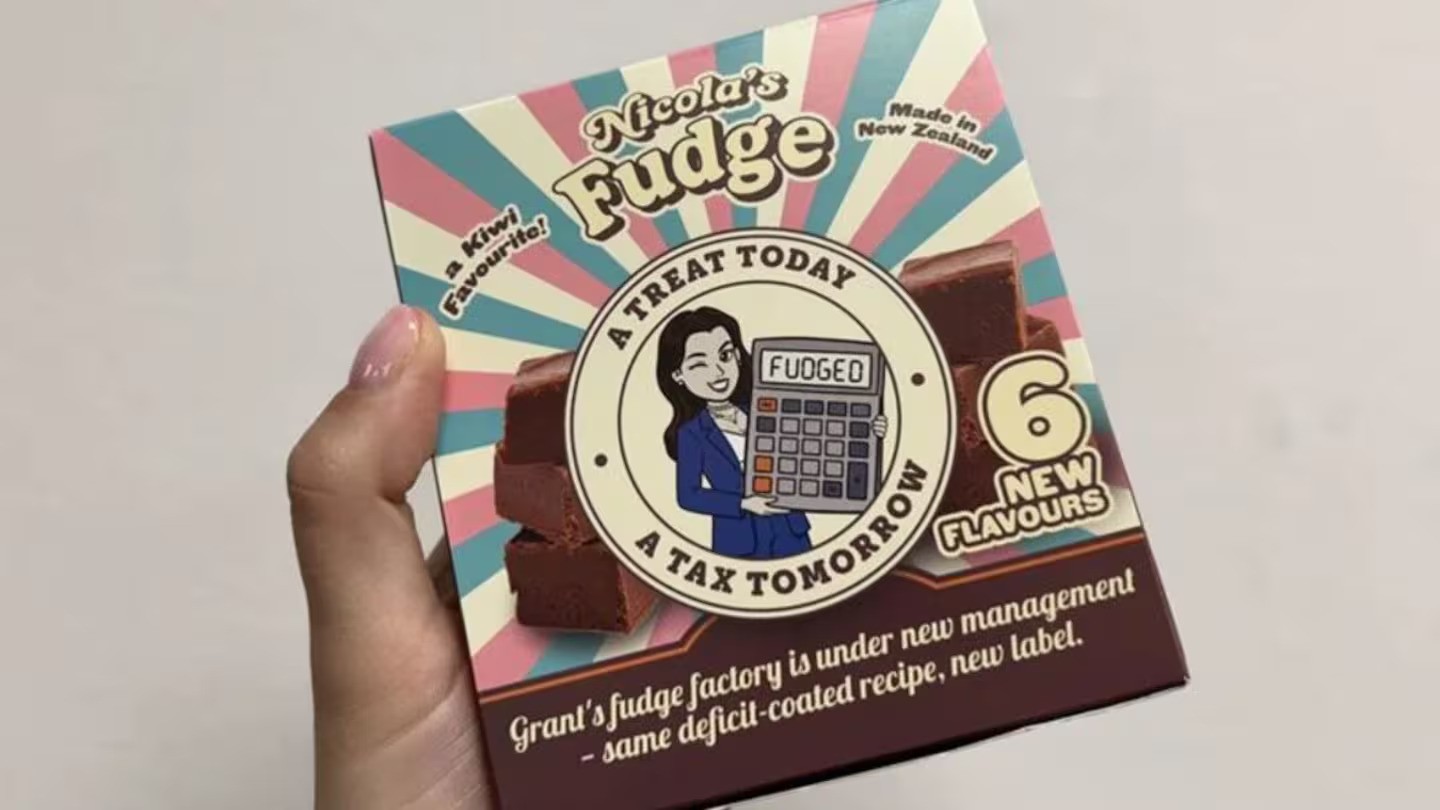 Nicola's
Fudge
Made in
New Zealand
a Kiwi
Favourite!
A TREAT TODAY
FUDGED
A TAX TOMORROW
6
NEW
FLAVOURS
Grant's fudge factory is under new management
– same deficit-coated recipe, new label.